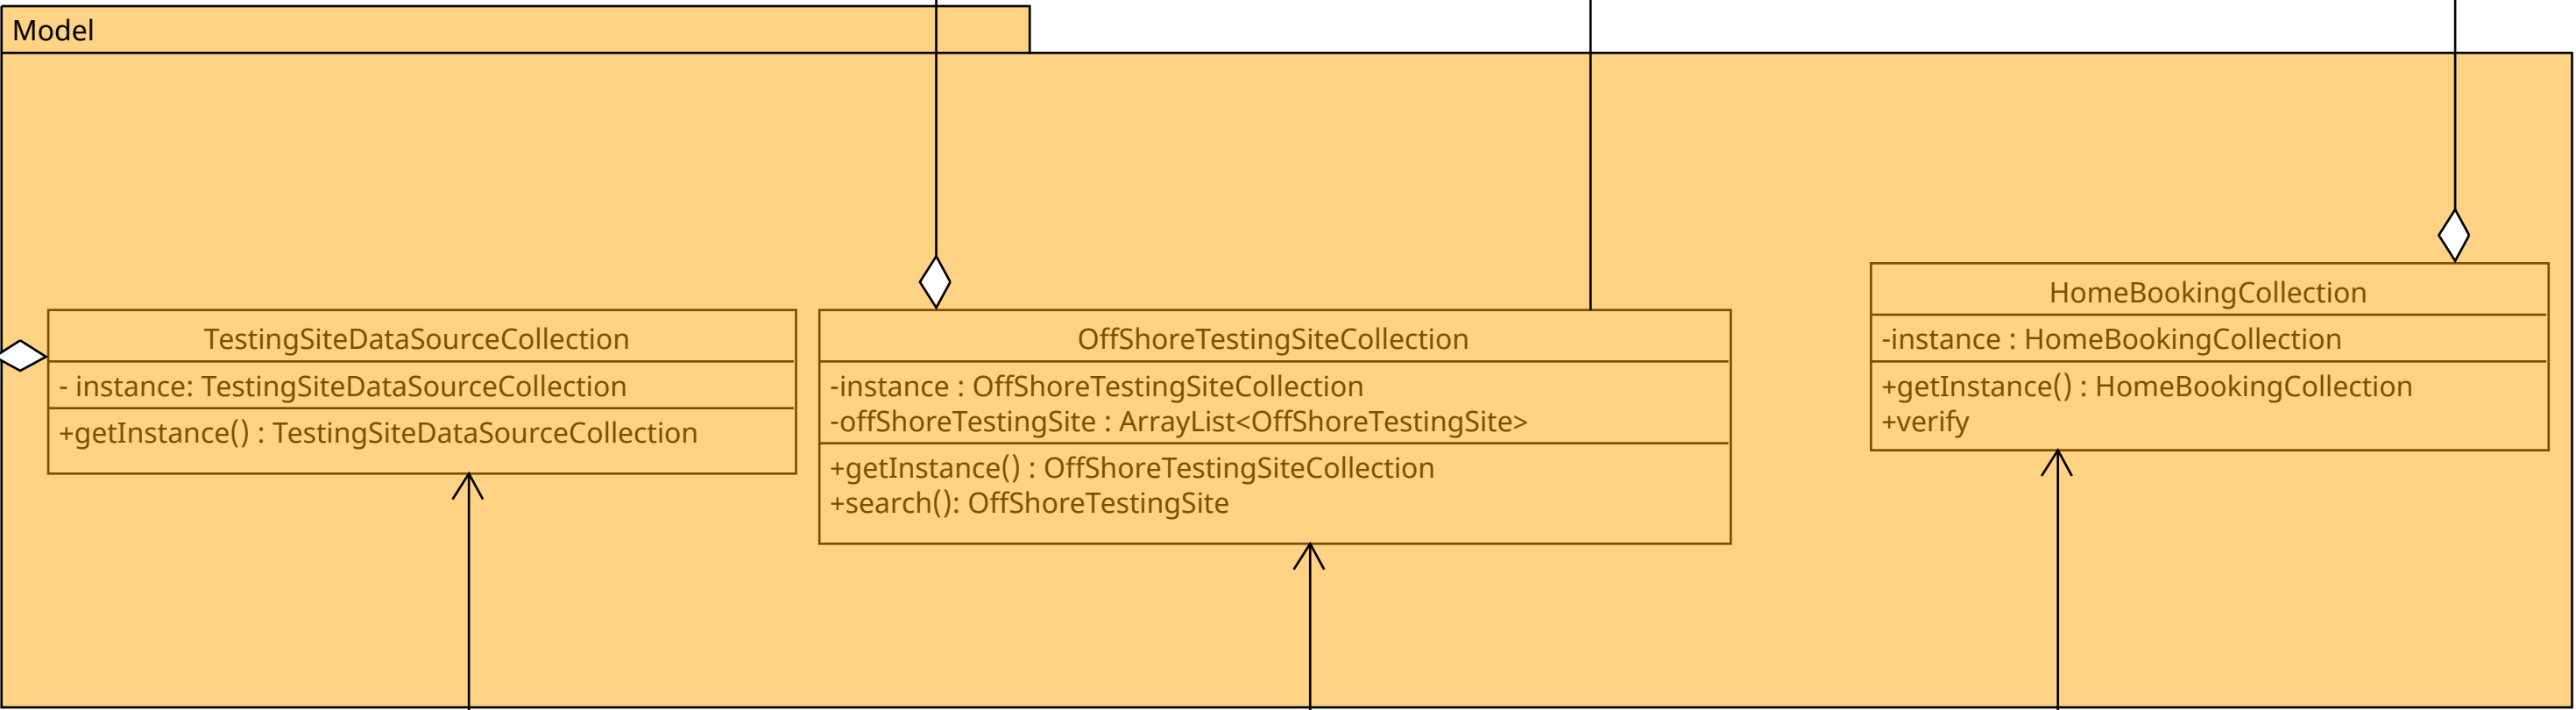 Model
TestingSiteDataSourceCollection
- instance: TestingSiteDataSourceCollection
+getInstance() : TestingSiteDataSourceCollection
OffShoreTestingSiteCollection
-instance : OffShoreTestingSiteCollection
-offShoreTestingSite : ArrayList<OffShoreTestingSite>
+getInstance() : OffShoreTestingSiteCollection
+search(): OffShoreTestingSite
HomeBookingCollection
-instance : HomeBookingCollection
+getInstance() : HomeBookingCollection
+verify